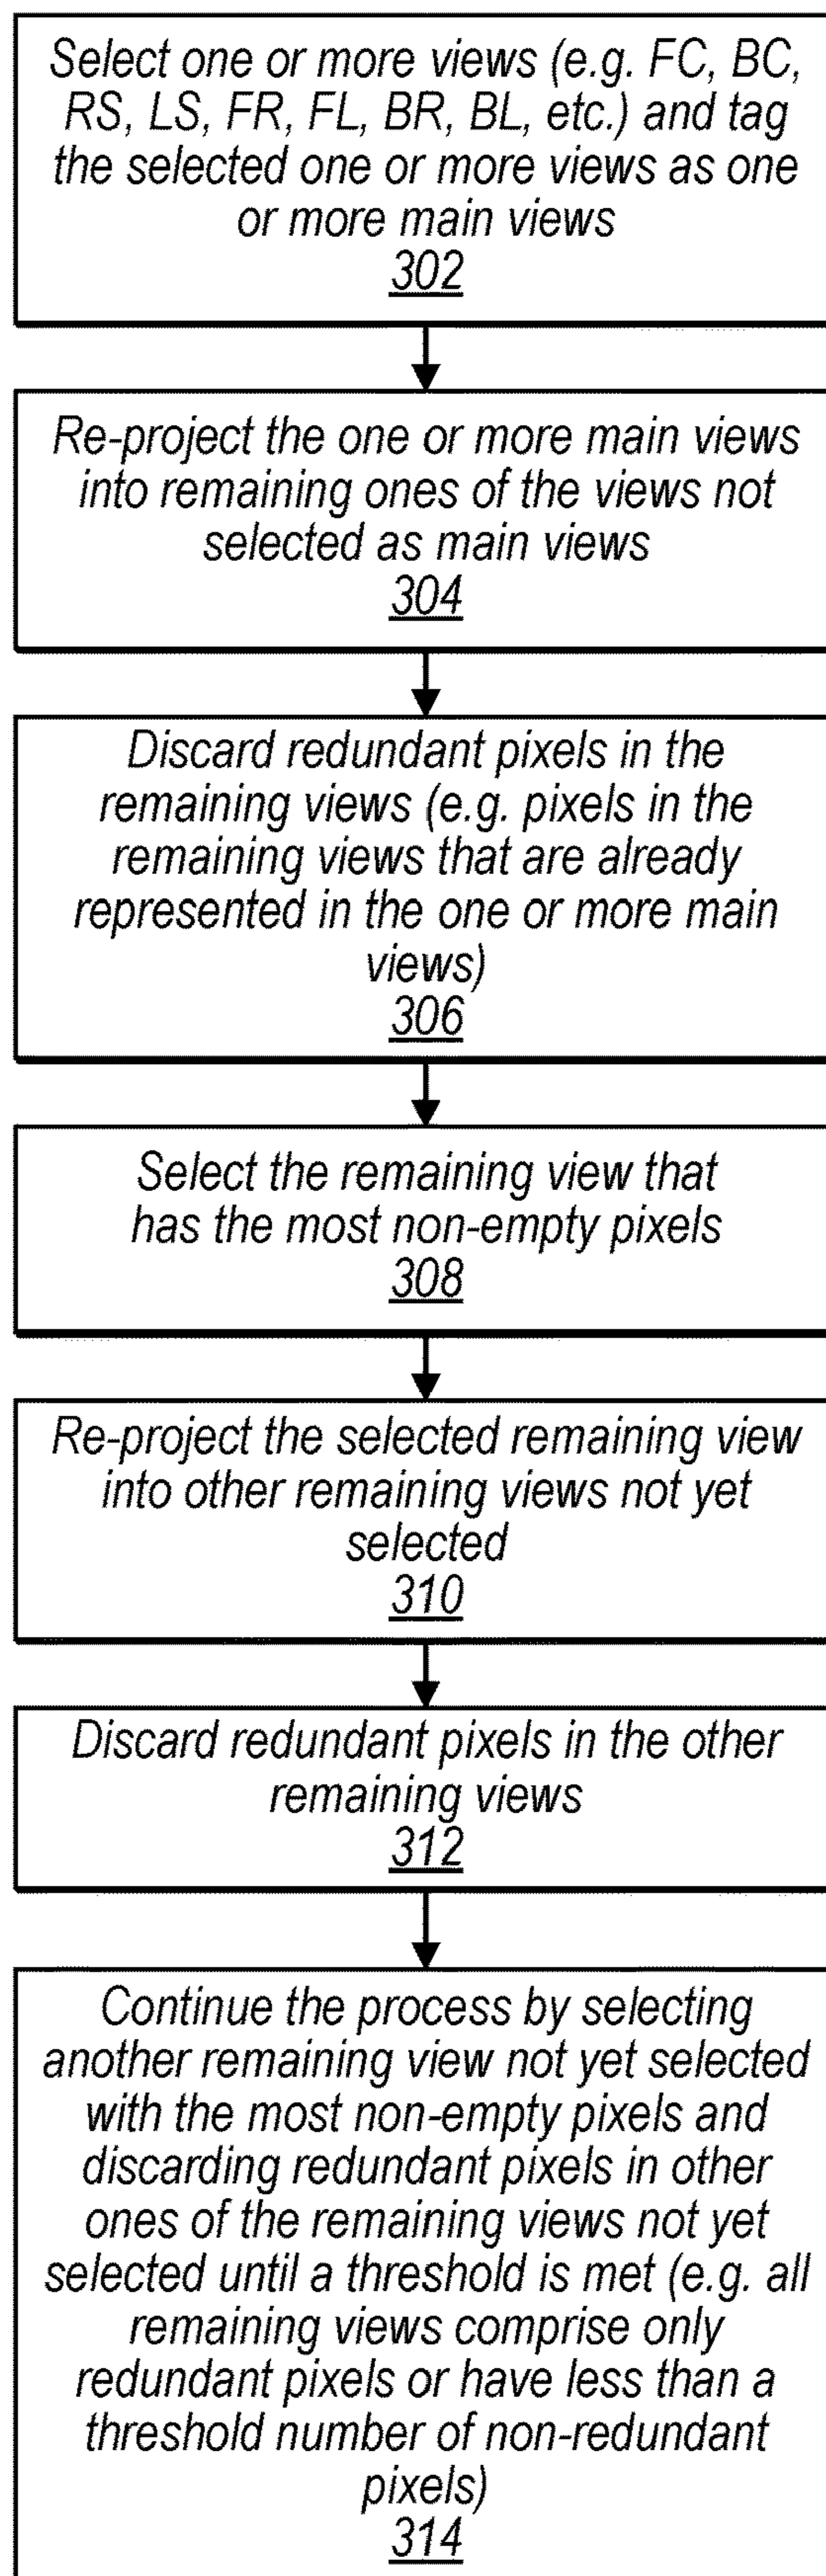 Select one or more views (e.g. FC, BC,
RS, LS, FR, FL, BR, BL, etc.) and tag
the selected one or more views as one
or more main views
302
Re-project the one or more main views
into remaining ones of the views not
selected as main views
304
Discard redundant pixels in the
remaining views (e.g. pixels in the
remaining views that are already
represented in the one or more main
views)
306
Select the remaining view that
has the most non-empty pixels
308
Re-project the selected remaining view
into other remaining views not yet
selected
310
Discard redundant pixels in the other
remaining views
312
Continue the process by selecting
another remaining view not yet selected
with the most non-empty pixels and
discarding redundant pixels in other
ones of the remaining views not yet
selected until a threshold is met (e.g. all
remaining views comprise only
redundant pixels or have less than a
threshold number of non-redundant
pixels)
314